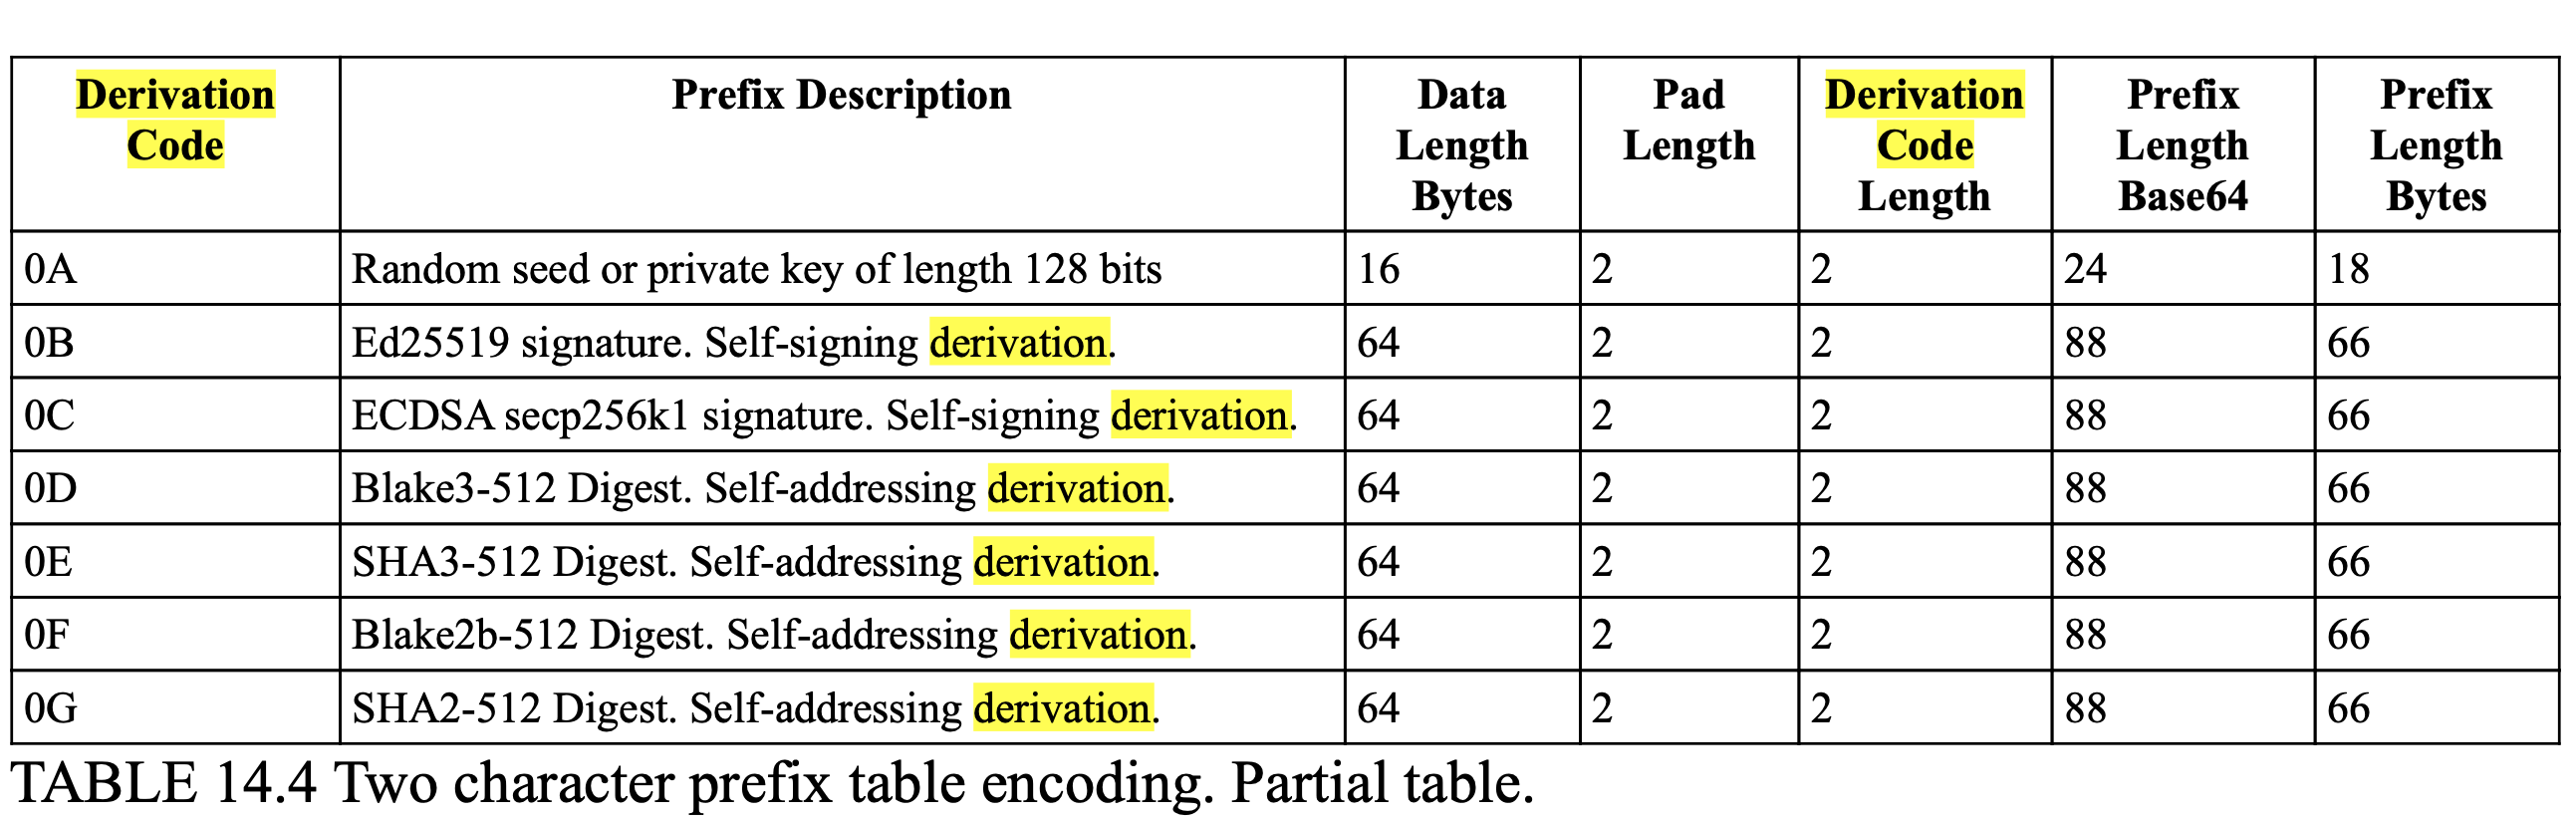 Derivation Code | Prefix Description | Data Length Bytes | Pad Length | Derivation Code Length | Prefix Length Base64 | Prefix Length Bytes
0A | Random seed or private key of length 128 bits | 16 | 2 | 2 | 24 | 18
0B | Ed25519 signature. Self-signing derivation. | 64 | 2 | 2 | 88 | 66
0C | ECDSA secp256k1 signature. Self-signing derivation. | 64 | 2 | 2 | 88 | 66
0D | Blake3-512 Digest. Self-addressing derivation. | 64 | 2 | 2 | 88 | 66
0E | SHA3-512 Digest. Self-addressing derivation. | 64 | 2 | 2 | 88 | 66
0F | Blake2b-512 Digest. Self-addressing derivation. | 64 | 2 | 2 | 88 | 66
0G | SHA2-512 Digest. Self-addressing derivation. | 64 | 2 | 2 | 88 | 66
TABLE 14.4 Two character prefix table encoding. Partial table.